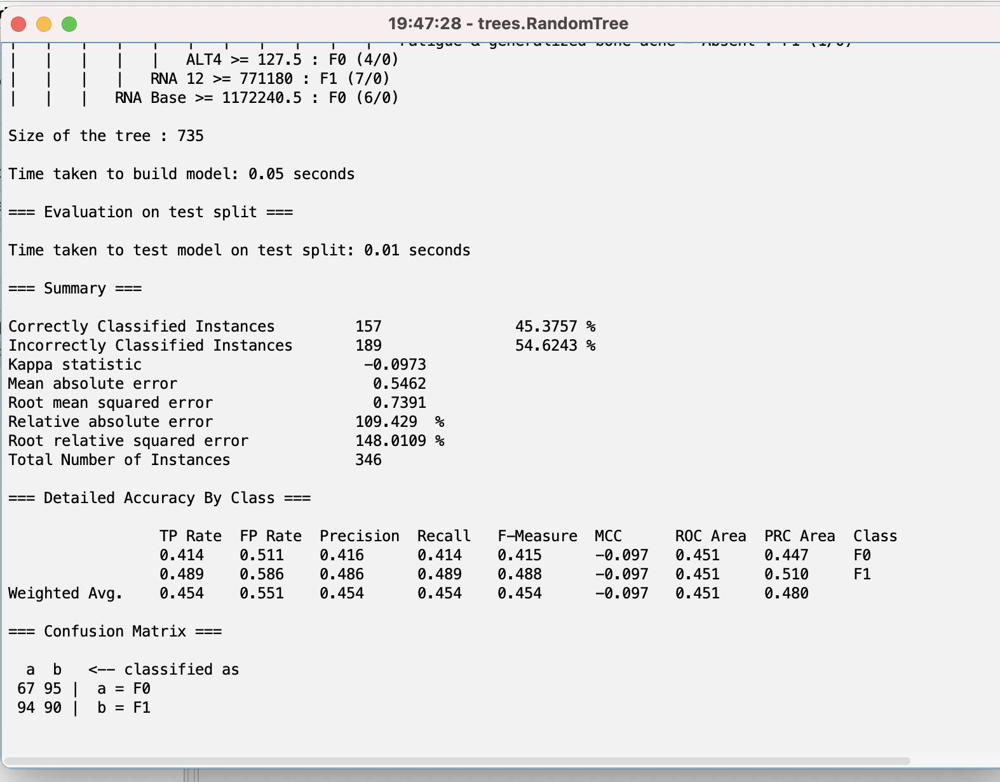 19:47:28 - trees.RandomTree
| | | | | | | | | | | Fatigue & generalized bone ache = Absent : F1 (1/0)
| | | | | ALT4 >= 127.5 : F0 (4/0)
| | | | RNA 12 >= 771180 : F1 (7/0)
| | | RNA Base >= 1172240.5 : F0 (6/0)
Size of the tree : 735
Time taken to build model: 0.05 seconds
=== Evaluation on test split ===
Time taken to test model on test split: 0.01 seconds
=== Summary ===
Correctly Classified Instances 157 45.3757 %
Incorrectly Classified Instances 189 54.6243 %
Kappa statistic -0.0973
Mean absolute error 0.5462
Root mean squared error 0.7391
Relative absolute error 109.429 %
Root relative squared error 148.0109 %
Total Number of Instances 346
=== Detailed Accuracy By Class ===
TP Rate FP Rate Precision Recall F-Measure MCC ROC Area PRC Area Class
0.414 0.511 0.416 0.414 0.415 -0.097 0.451 0.447 F0
0.489 0.586 0.486 0.489 0.488 -0.097 0.451 0.510 F1
Weighted Avg. 0.454 0.551 0.454 0.454 0.454 -0.097 0.451 0.480
=== Confusion Matrix ===
a b <-- classified as
67 95 | a = F0
94 90 | b = F1